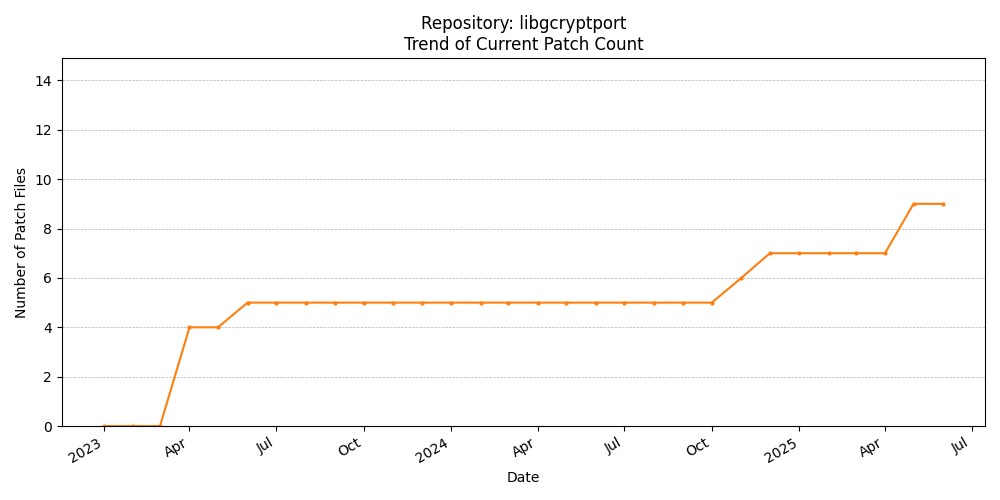 Repository: libgcryptport
Trend of Current Patch Count
Number of Patch Files
14
12
10
8
6
4
2
0
2023
Apr
Jul
Oct
2024
Apr
Jul
Oct
2025
Apr
Jul
Date